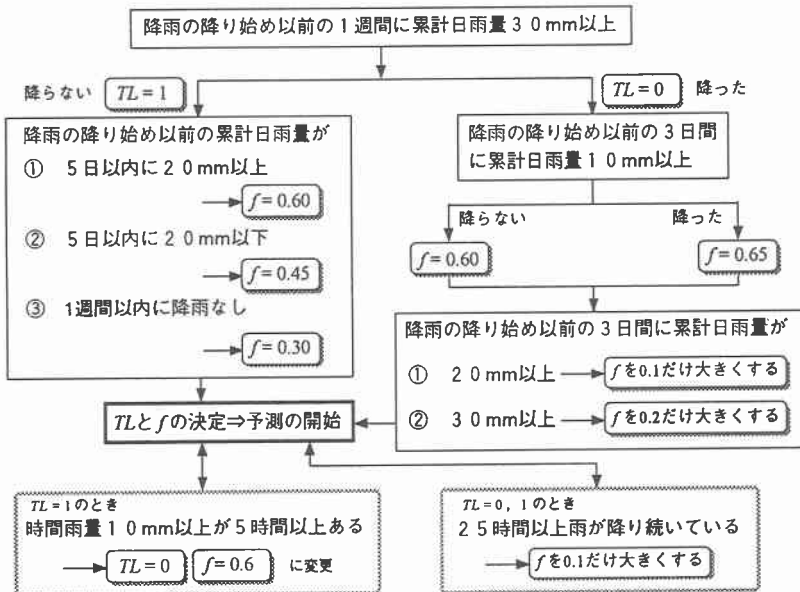 降雨の降り始め以前の1週間に累計日雨量30mm以上
降らない TL=1
TL=0 降った
降雨の降り始め以前の累計日雨量が
① 5日以内に20mm以上
f=0.60
② 5日以内に20mm以下
f=0.45
③ 1週間以内に降雨なし
f=0.30
降雨の降り始め以前の3日間
に累計日雨量10mm以上
降らない 降った
f=0.60 f=0.65
降雨の降り始め以前の3日間に累計日雨量が
① 20mm以上 fを0.1だけ大きくする
② 30mm以上 fを0.2だけ大きくする
TLとfの決定⇒予測の開始
TL=1のとき
時間雨量10mm以上が5時間以上ある
TL=0 f=0.6 に変更
TL=0, 1のとき
25時間以上雨が降り続いている
fを0.1だけ大きくする